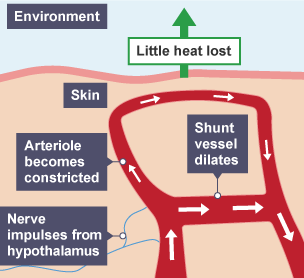 Environment
Little heat lost
Skin
Arteriole
becomes
constricted
Shunt
vessel
dilates
Nerve
impulses from
hypothalamus